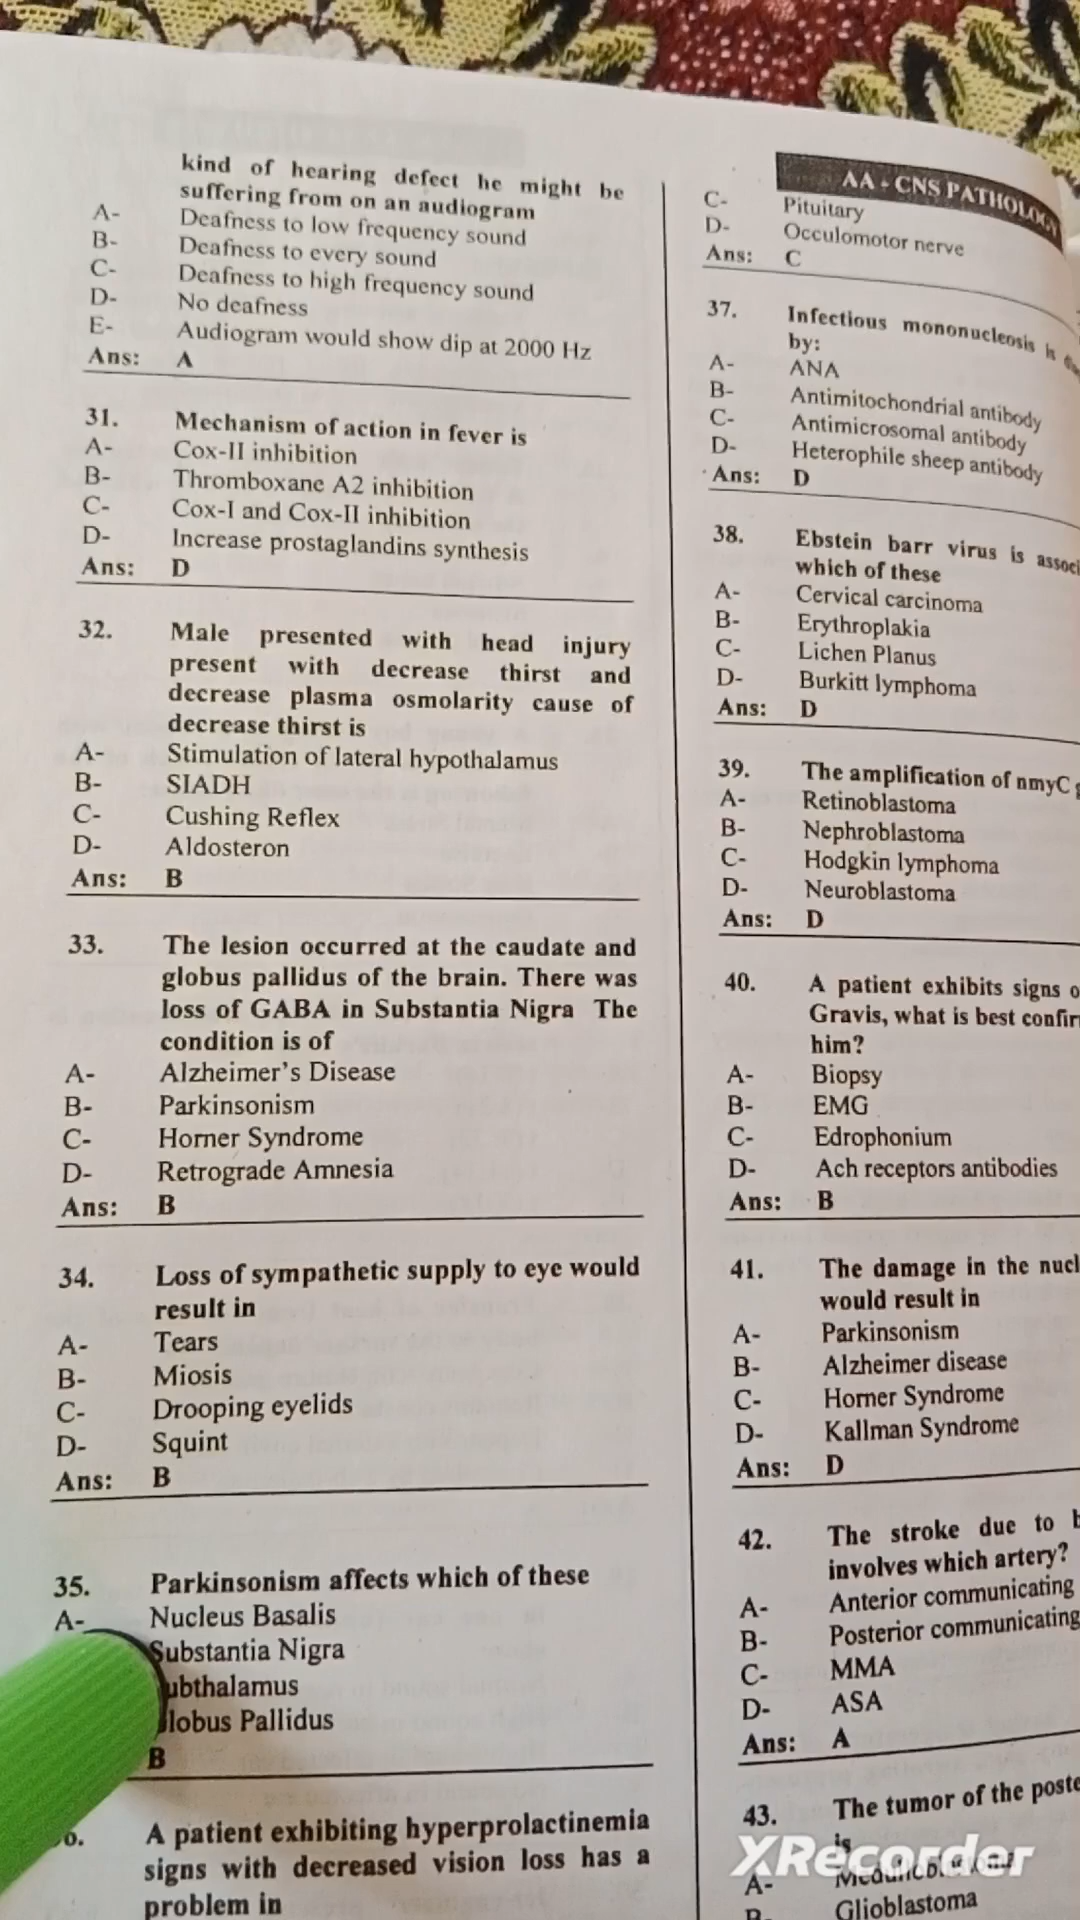 kind of hearing defect he might be
suffering from on an audiogram
A- Deafness to low frequency sound
B- Deafness to every sound
C- Deafness to high frequency sound
D- No deafness
E- Audiogram would show dip at 2000 Hz
Ans: A
31. Mechanism of action in fever is
A- Cox-II inhibition
B- Thromboxane A2 inhibition
C- Cox-I and Cox-II inhibition
D- Increase prostaglandins synthesis
Ans: D
32. Male presented with head injury
present with decrease thirst and
decrease plasma osmolarity cause of
decrease thirst is
A- Stimulation of lateral hypothalamus
B- SIADH
C- Cushing Reflex
D- Aldosteron
Ans: B
33. The lesion occurred at the caudate and
globus pallidus of the brain. There was
loss of GABA in Substantia Nigra The
condition is of
A- Alzheimer's Disease
B- Parkinsonism
C- Horner Syndrome
D- Retrograde Amnesia
Ans: B
34. Loss of sympathetic supply to eye would
result in
A- Tears
B- Miosis
C- Drooping eyelids
D- Squint
Ans: B
35. Parkinsonism affects which of these
A- Nucleus Basalis
Substantia Nigra
ubthalamus
lobus Pallidus
B
6. A patient exhibiting hyperprolactinemia
signs with decreased vision loss has a
problem in
AA - CNS PATHOLOGY
C- Pituitary
D- Occulomotor nerve
Ans: C
37. Infectious mononucleosis is
by:
A- ANA
B- Antimitochondrial antibody
C- Antimicrosomal antibody
D- Heterophile sheep antibody
Ans: D
38. Ebstein barr virus is associ
which of these
A- Cervical carcinoma
B- Erythroplakia
C- Lichen Planus
D- Burkitt lymphoma
Ans: D
39. The amplification of nmyC
A- Retinoblastoma
B- Nephroblastoma
C- Hodgkin lymphoma
D- Neuroblastoma
Ans: D
40. A patient exhibits signs o
Gravis, what is best confir
him?
A- Biopsy
B- EMG
C- Edrophonium
D- Ach receptors antibodies
Ans: B
41. The damage in the nucl
would result in
A- Parkinsonism
B- Alzheimer disease
C- Horner Syndrome
D- Kallman Syndrome
Ans: D
42. The stroke due to
involves which artery?
A- Anterior communicating
B- Posterior communicating
C- MMA
D- ASA
Ans: A
43. The tumor of the poste
is
A-
B- Glioblastoma
XRecorder